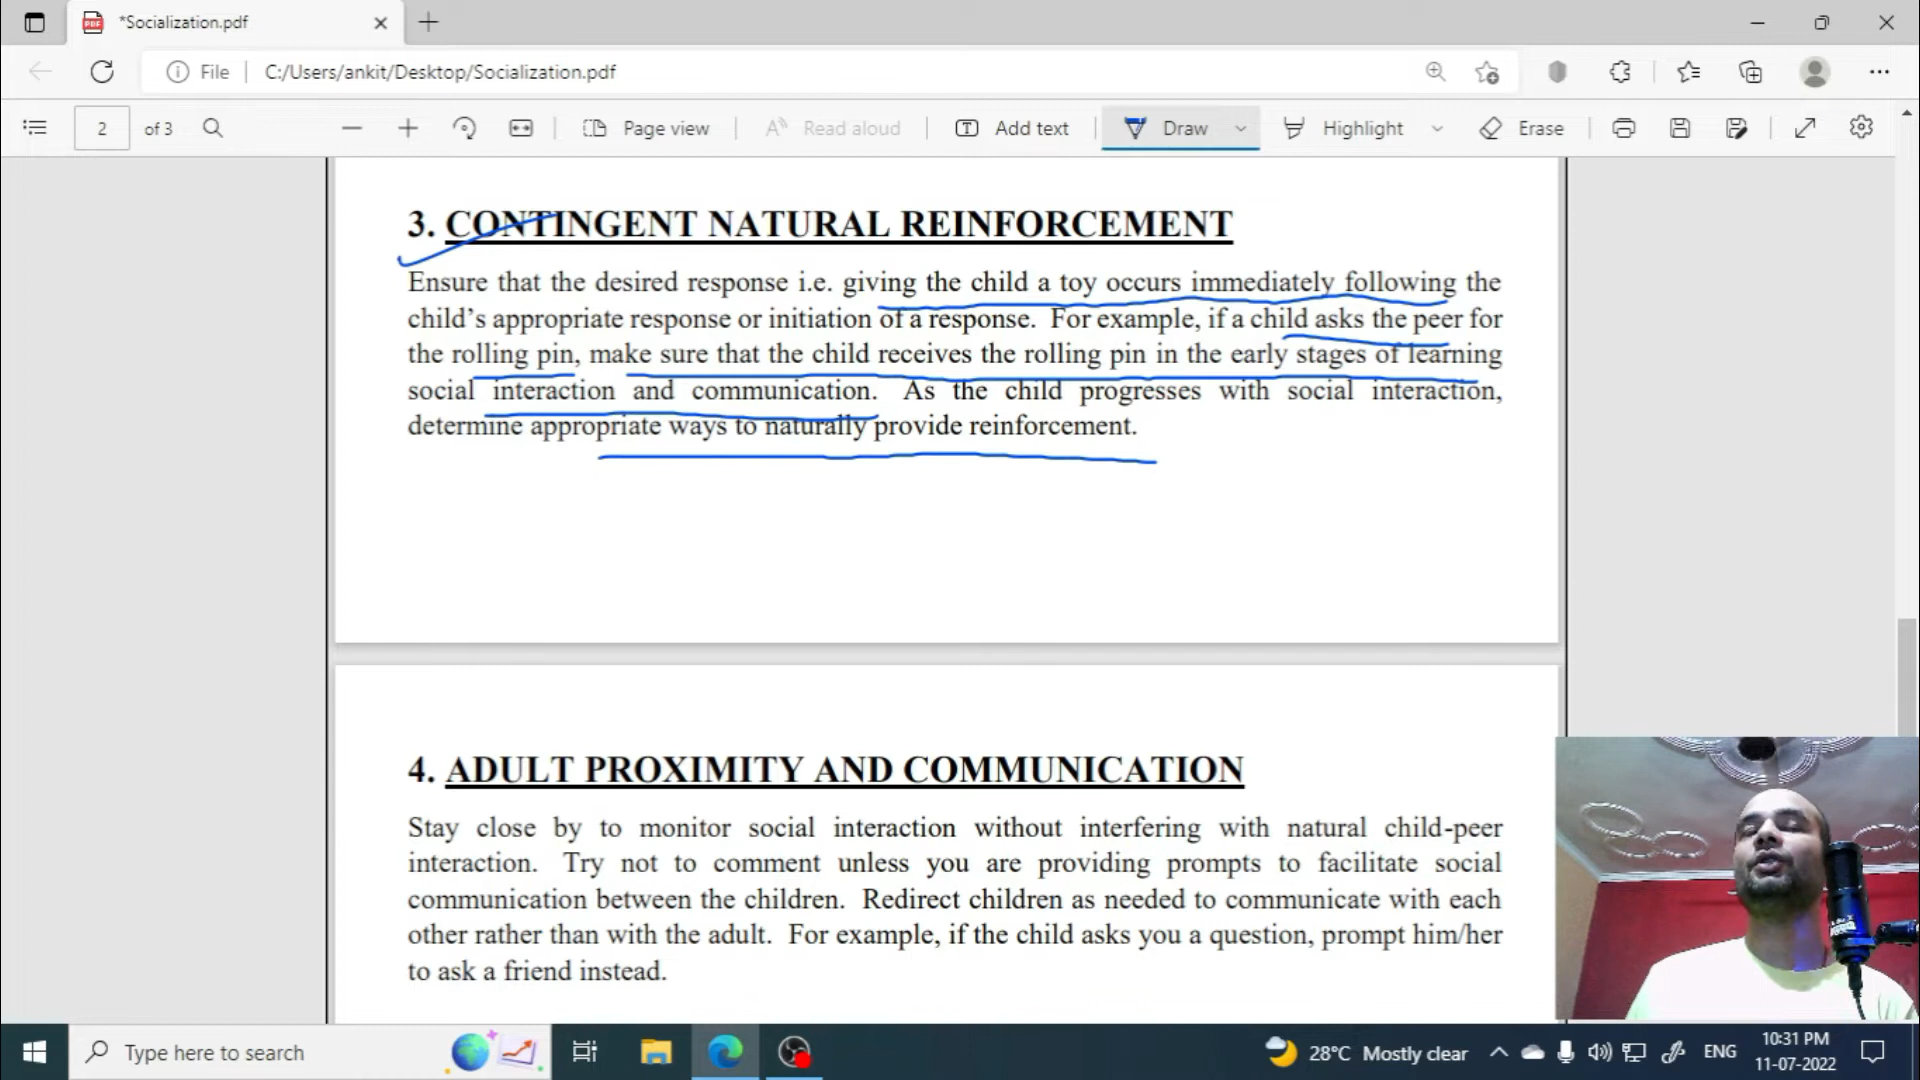 *Socialization.pdf
File
C:/Users/ankit/Desktop/Socialization.pdf
2 of 3
Page view
Read aloud
Add text
Draw
Highlight
Erase
3. CONTINGENT NATURAL REINFORCEMENT
Ensure that the desired response i.e. giving the child a toy occurs immediately following the
child’s appropriate response or initiation of a response. For example, if a child asks the peer for
the rolling pin, make sure that the child receives the rolling pin in the early stages of learning
social interaction and communication. As the child progresses with social interaction,
determine appropriate ways to naturally provide reinforcement.
4. ADULT PROXIMITY AND COMMUNICATION
Stay close by to monitor social interaction without interfering with natural child-peer
interaction. Try not to comment unless you are providing prompts to facilitate social
communication between the children. Redirect children as needed to communicate with each
other rather than with the adult. For example, if the child asks you a question, prompt him/her
to ask a friend instead.
Type here to search
28°C Mostly clear
ENG
10:31 PM
11-07-2022